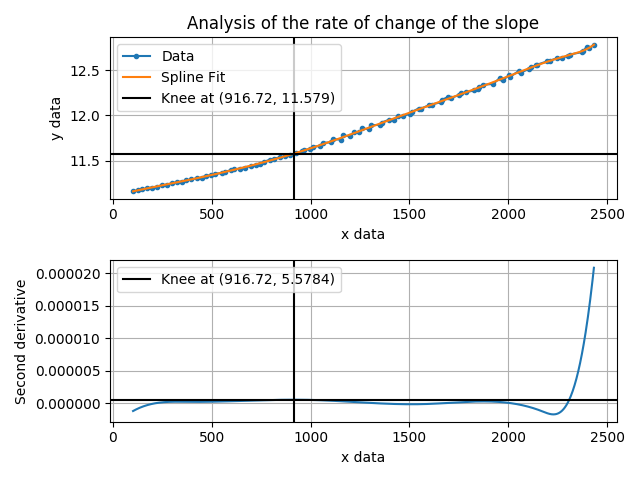 Analysis of the rate of change of the slope
Data
Spline Fit
Knee at (916.72, 11.579)
y data
12.5
12.0
11.5
0
500
1000
1500
2000
2500
x data
Knee at (916.72, 5.5784)
Second derivative
0.000020
0.000015
0.000010
0.000005
0.000000
0
500
1000
1500
2000
2500
x data